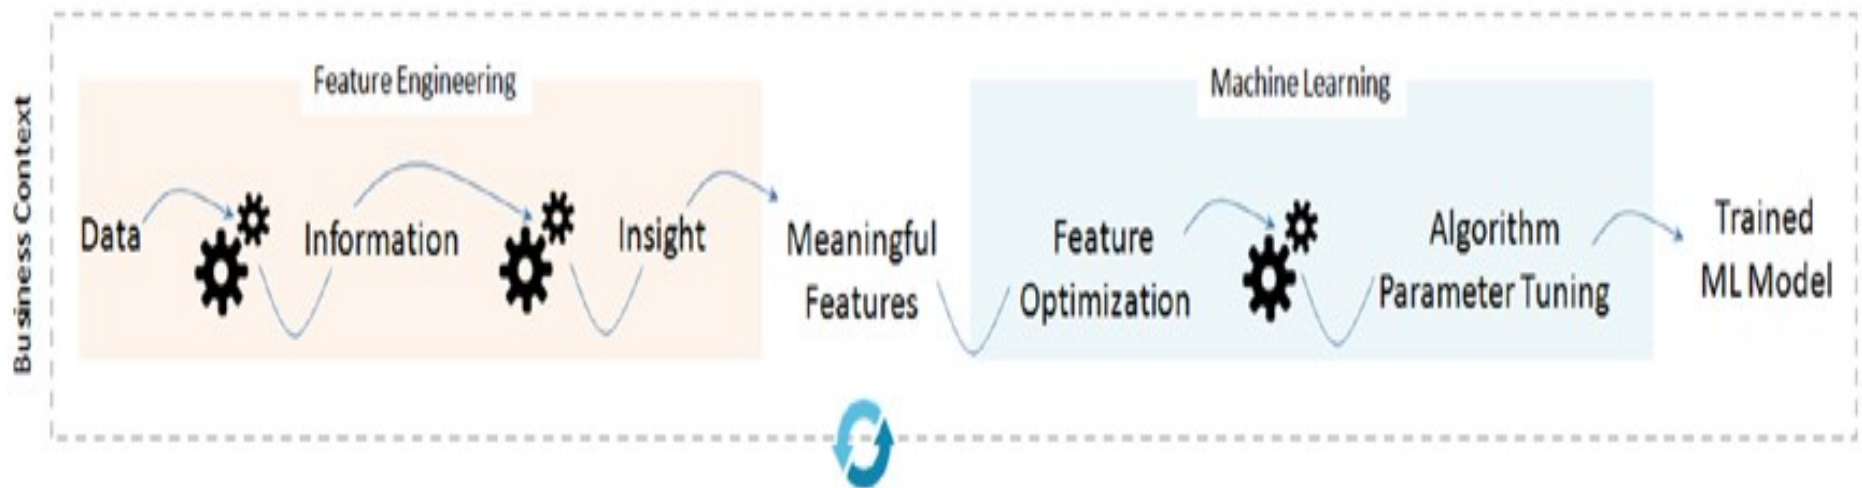 Business Context
Feature Engineering
Machine Learning
Data
Information
Insight
Meaningful
Features
Feature
Optimization
Algorithm
Parameter Tuning
Trained
ML Model